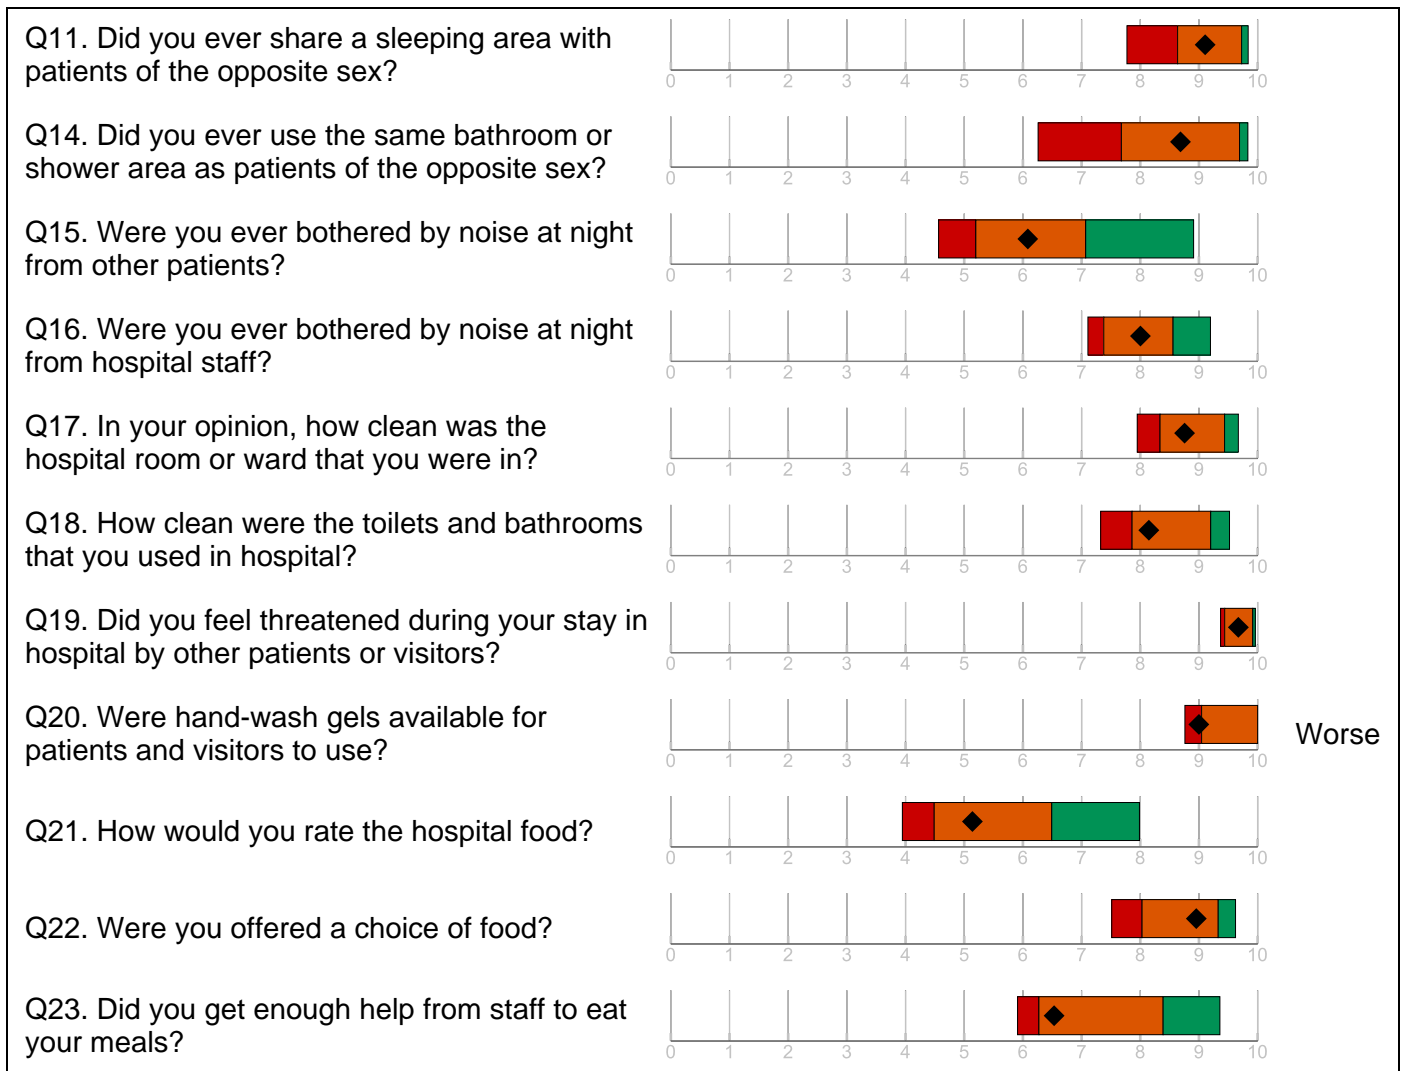 Q11. Did you ever share a sleeping area with
patients of the opposite sex?
0 1 2 3 4 5 6 7 8 9 10
Q14. Did you ever use the same bathroom or
shower area as patients of the opposite sex?
0 1 2 3 4 5 6 7 8 9 10
Q15. Were you ever bothered by noise at night
from other patients?
0 1 2 3 4 5 6 7 8 9 10
Q16. Were you ever bothered by noise at night
from hospital staff?
0 1 2 3 4 5 6 7 8 9 10
Q17. In your opinion, how clean was the
hospital room or ward that you were in?
0 1 2 3 4 5 6 7 8 9 10
Q18. How clean were the toilets and bathrooms
that you used in hospital?
0 1 2 3 4 5 6 7 8 9 10
Q19. Did you feel threatened during your stay in
hospital by other patients or visitors?
0 1 2 3 4 5 6 7 8 9 10
Q20. Were hand-wash gels available for
patients and visitors to use?
Worse
0 1 2 3 4 5 6 7 8 9 10
Q21. How would you rate the hospital food?
0 1 2 3 4 5 6 7 8 9 10
Q22. Were you offered a choice of food?
0 1 2 3 4 5 6 7 8 9 10
Q23. Did you get enough help from staff to eat
your meals?
0 1 2 3 4 5 6 7 8 9 10